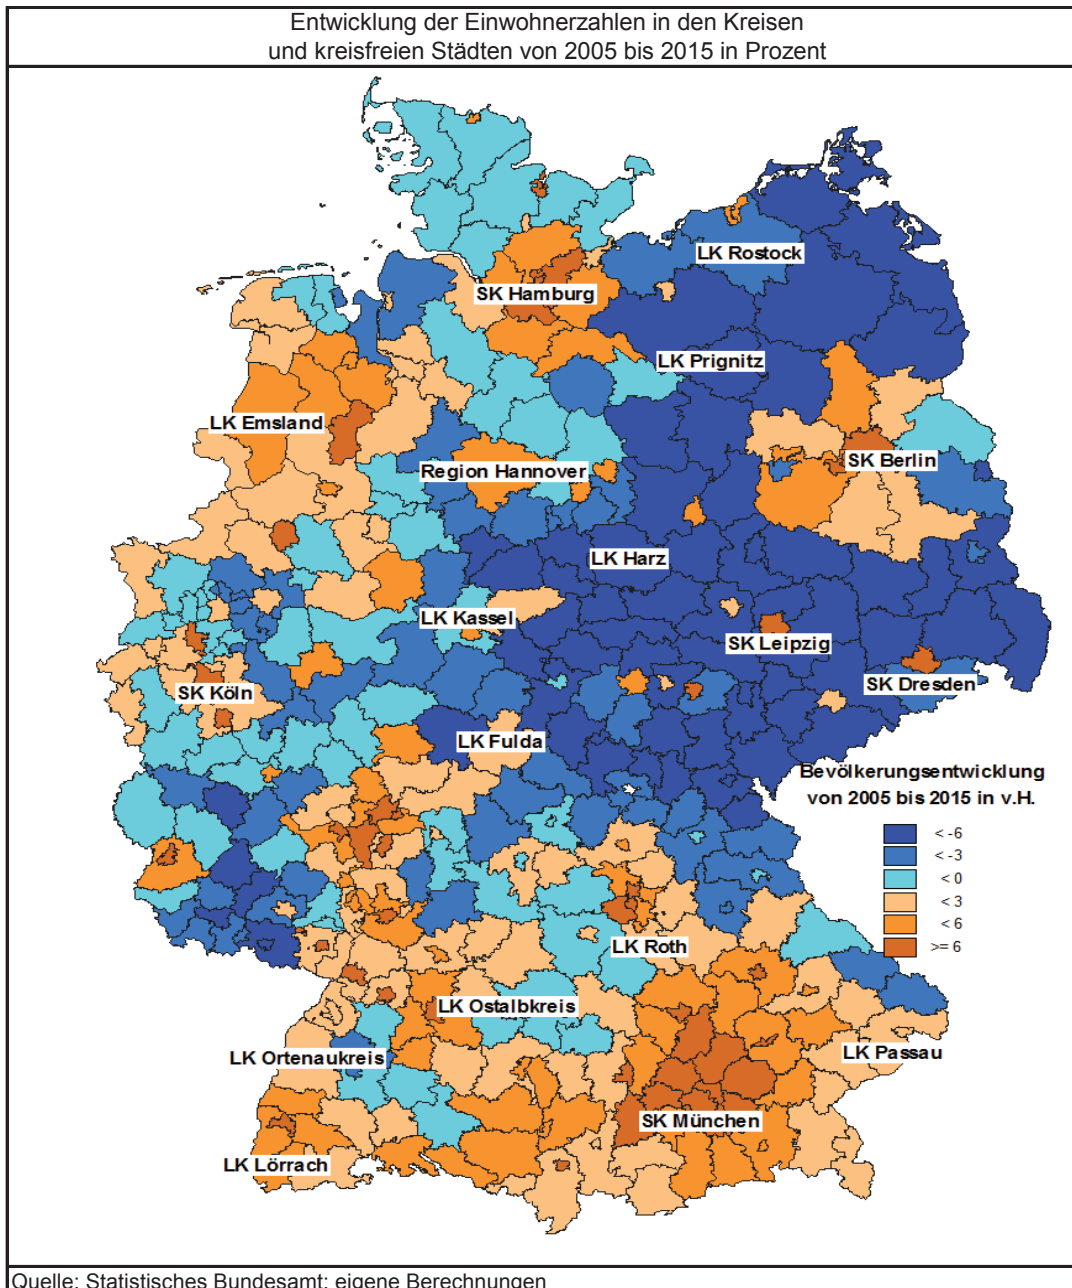 Entwicklung der Einwohnerzahlen in den Kreisen
und kreisfreien Städten von 2005 bis 2015 in Prozent
LK Rostock
SK Hamburg
LK Prignitz
LK Emsland
SK Berlin
Region Hannover
LK Harz
LK Kassel
SK Leipzig
SK Dresden
SK Köln
LK Fulda
Bevölkerungsentwicklung
von 2005 bis 2015 in v.H.
< -6
< -3
< 0
< 3
< 6
>= 6
LK Roth
LK Ostalbkreis
LK Ortenaukreis
LK Passau
SK München
LK Lörrach
Quelle: Statistisches Bundesamt; eigene Berechnungen